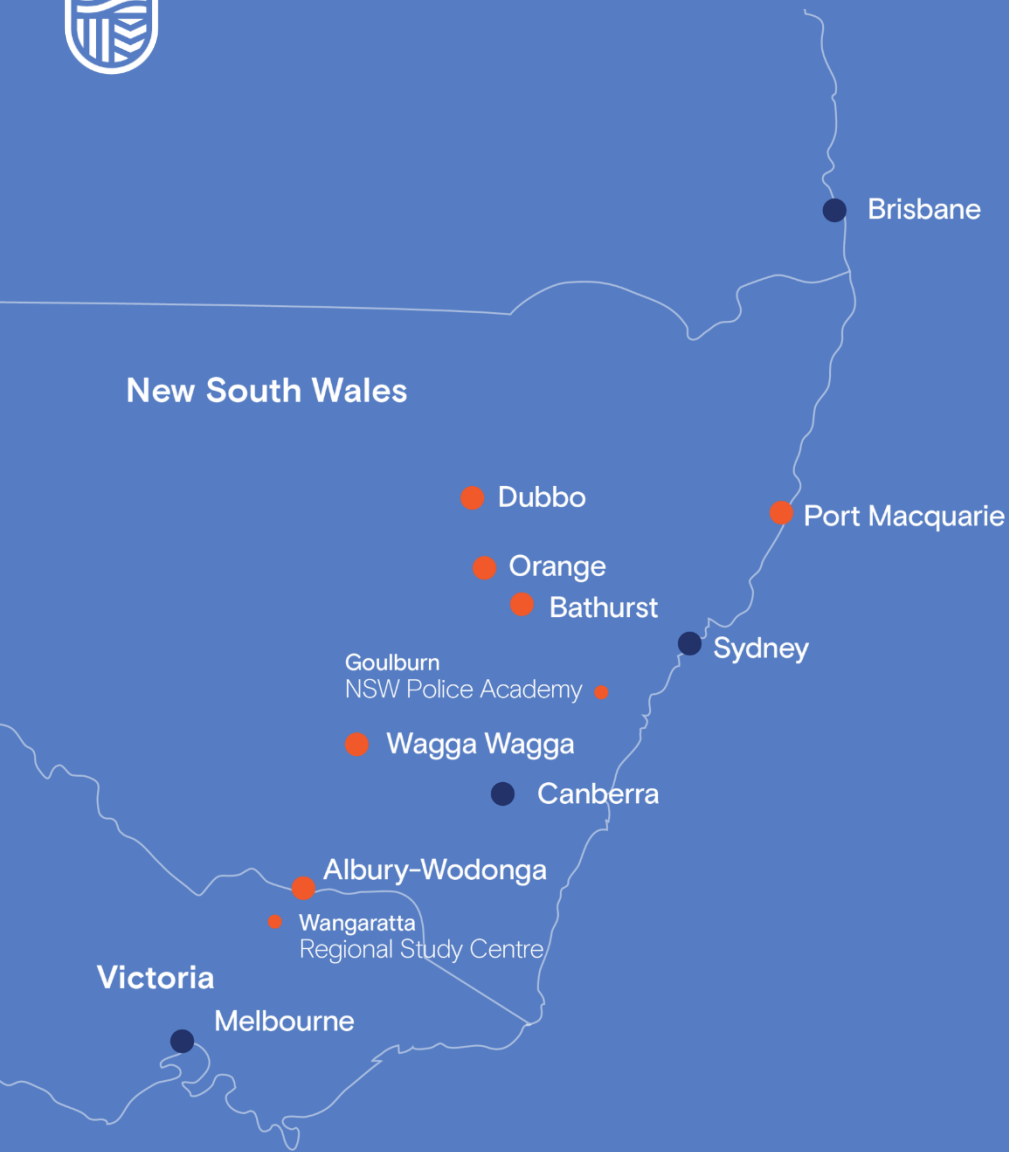 Brisbane
New South Wales
Dubbo
Port Macquarie
Orange
Bathurst
Sydney
Goulburn
NSW Police Academy
Wagga Wagga
Canberra
Albury-Wodonga
Wangaratta
Regional Study Centre
Victoria
Melbourne